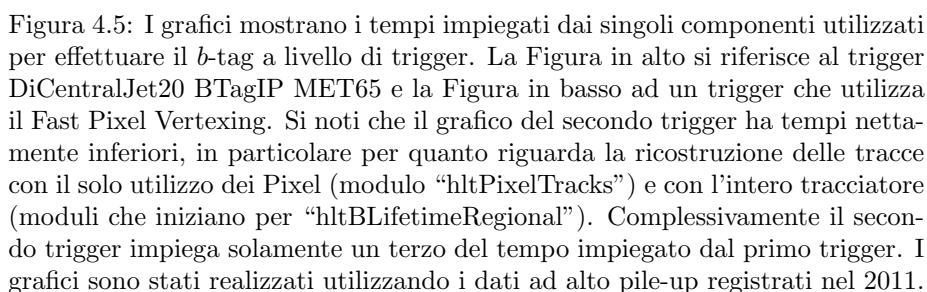 Figura 4.5: I grafici mostrano i tempi impiegati dai singoli componenti utilizzati
per effettuare il b-tag a livello di trigger. La Figura in alto si riferisce al trigger
DiCentralJet20 BTagIP MET65 e la Figura in basso ad un trigger che utilizza
il Fast Pixel Vertexing. Si noti che il grafico del secondo trigger ha tempi netta-
mente inferiori, in particolare per quanto riguarda la ricostruzione delle tracce
con il solo utilizzo dei Pixel (modulo “hltPixelTracks”) e con l’intero tracciatore
(moduli che iniziano per “hltBLifetimeRegional”). Complessivamente il secon-
do trigger impiega solamente un terzo del tempo impiegato dal primo trigger. I
grafici sono stati realizzati utilizzando i dati ad alto pile-up registrati nel 2011.